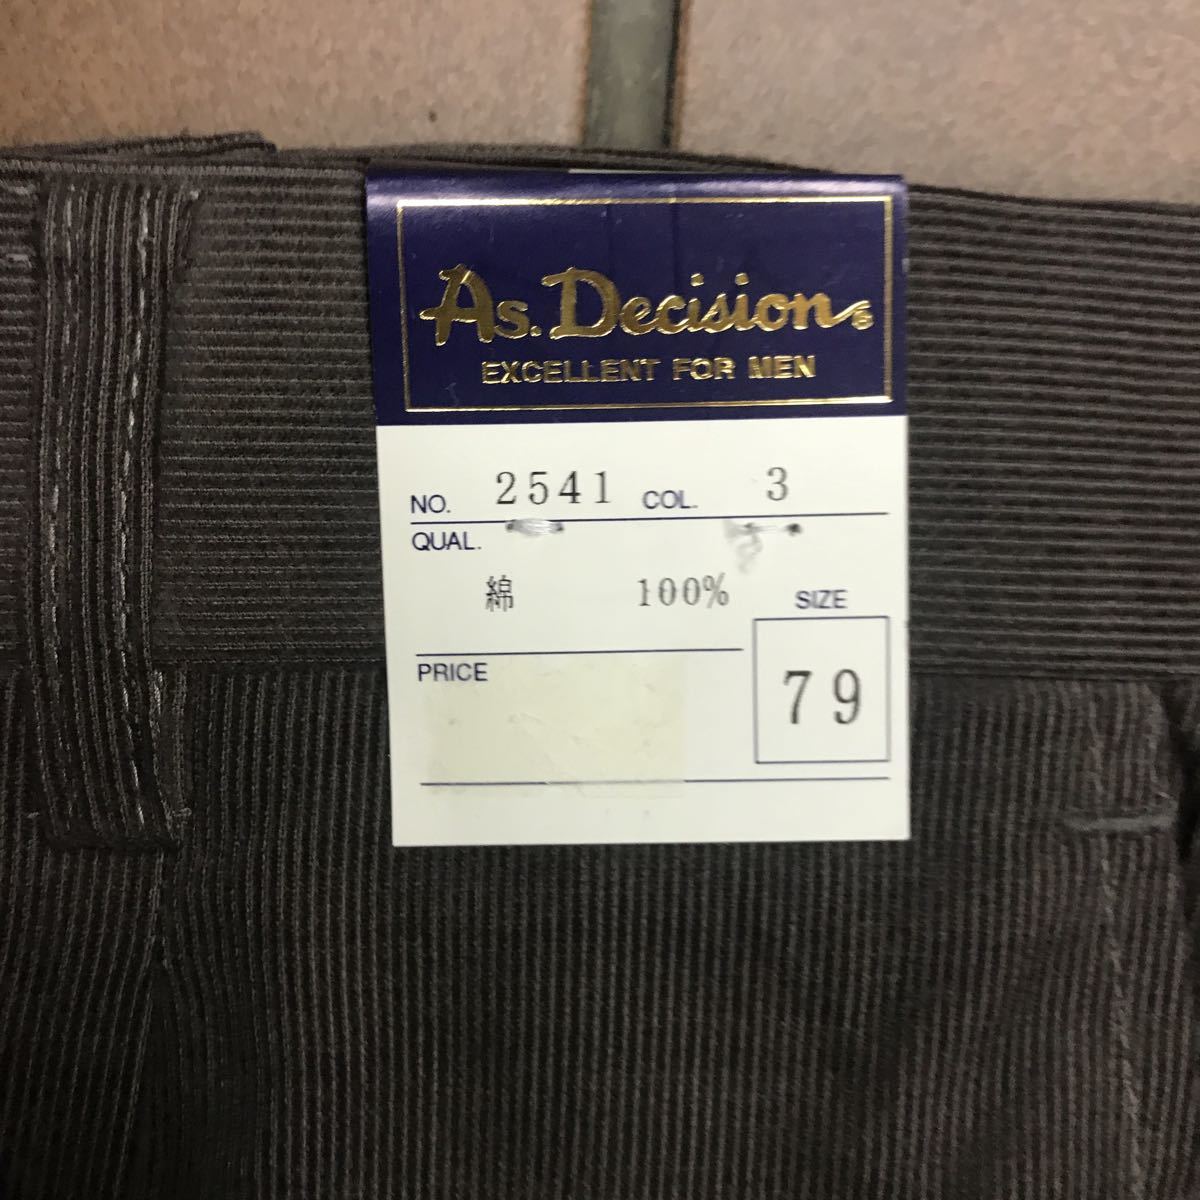 As. Decision
EXCELLENT FOR MEN
NO. 2541 COL. 3
QUAL.
綿 100%
SIZE
PRICE
79